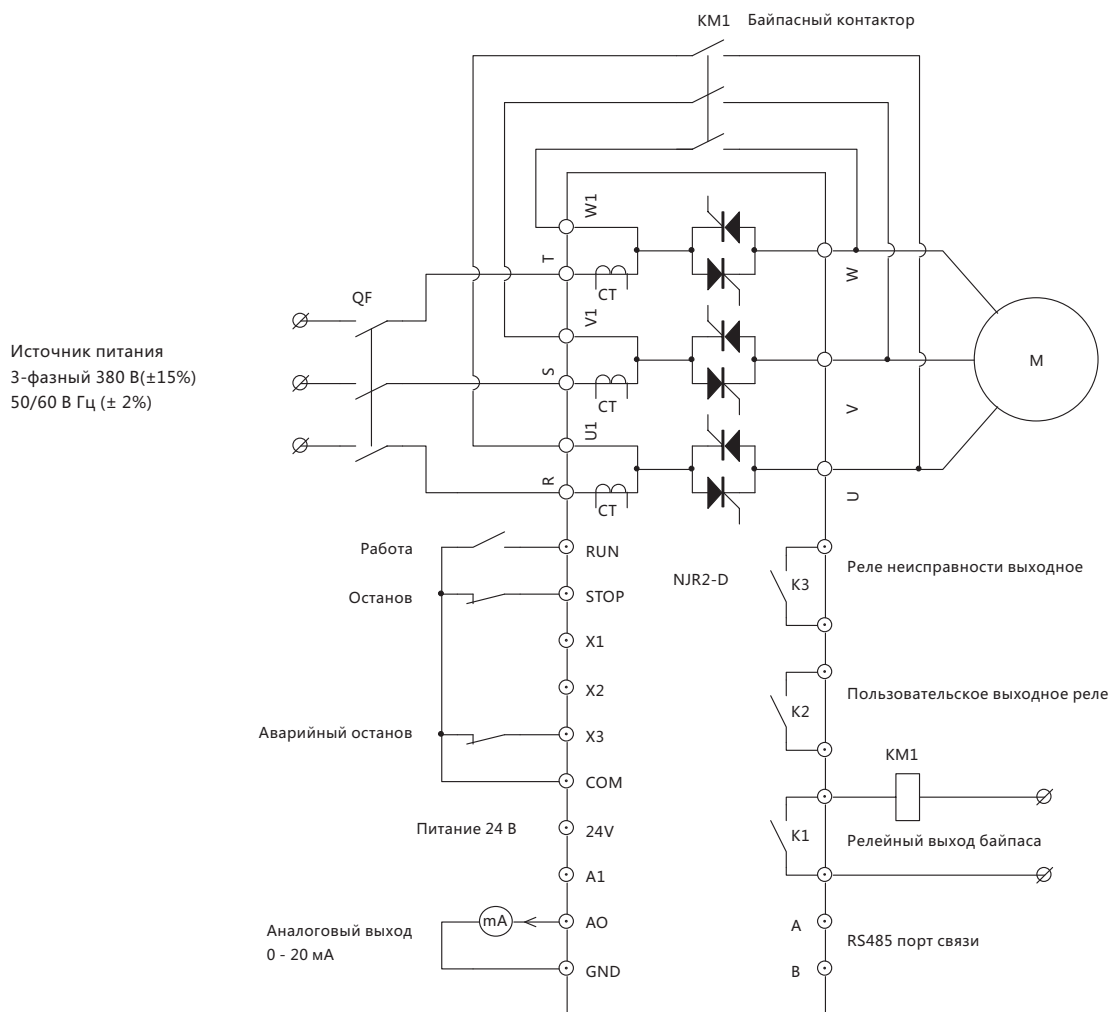 KM1 Байпасный контактор
W1
T
CT
W
QF
V1
Источник питания
3-фазный 380 В(±15%)
50/60 В Гц (± 2%)
S
CT
V
M
U1
R
CT
U
Работа
RUN
NJR2-D
K3
Реле неисправности выходное
Останов
STOP
X1
X2
K2
Пользовательское выходное реле
Аварийный останов
X3
KM1
COM
Питание 24 В
24V
K1
Релейный выход байпаса
A1
Аналоговый выход
0 - 20 мА
mA
AO
GND
A
RS485 порт связи
B